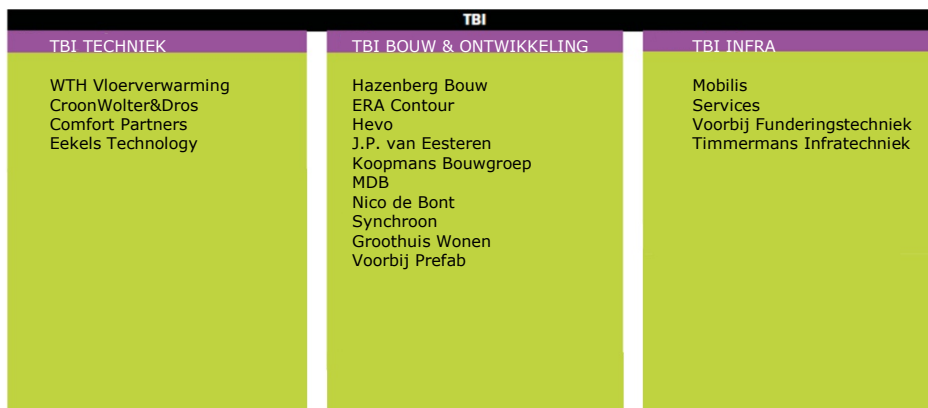 TBI
TBI TECHNIEK
WTH Vloerverwarming
CroonWolter&Dros
Comfort Partners
Eekels Technology
TBI BOUW & ONTWIKKELING
Hazenberg Bouw
ERA Contour
Hevo
J.P. van Eesteren
Koopmans Bouwgroep
MDB
Nico de Bont
Synchroon
Groothuis Wonen
Voorbij Prefab
TBI INFRA
Mobilis
Services
Voorbij Funderingstechniek
Timmermans Infratechniek